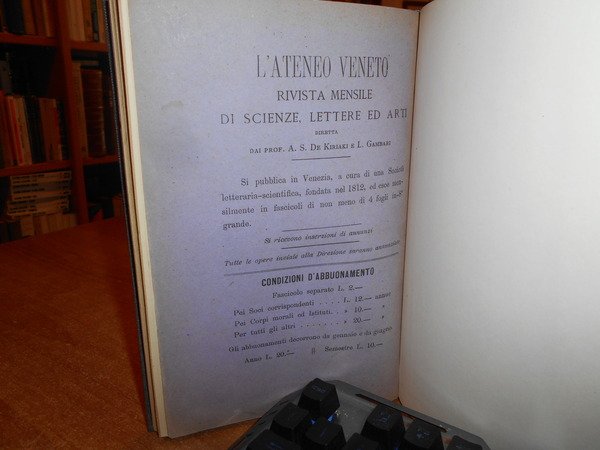 L'ATENEO VENETO
RIVISTA MENSILE
DI SCIENZE, LETTERE ED ARTI
DIRETTA
DAI PROF. A. S. DE KIRIAKI E L. GAMBARI
Si pubblica in Venezia, a cura di una Società
letteraria-scientifica, fondata nel 1812, ed esce men-
silmente in fascicoli di non meno di 4 fogli in-8°
grande.
Si ricevono inserzioni di annunzi
Tutte le opere inviate alla Direzione saranno annunziate
CONDIZIONI D'ABBUONAMENTO
Fascicolo separato L. 2.—
Pei Soci corrispondenti . . . . L. 12.— annue
Pei Corpi morali ed Istituti. . » 10.— »
Per tutti gli altri . . . . . . . » 20.— »
Gli abbuonamenti decorrono da gennaio e da giugno
Anno L. 20.— || Semestre L. 10.—